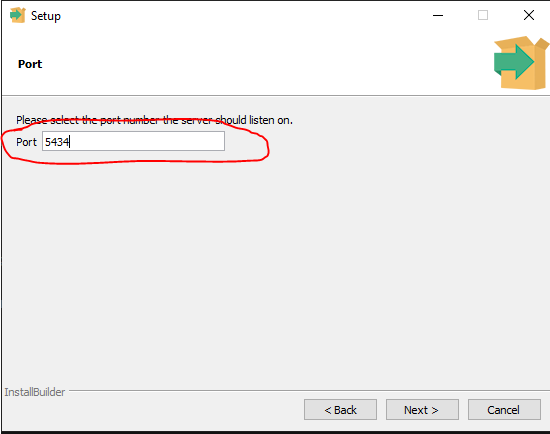 Setup
Port
Please select the port number the server should listen on.
Port 5434
InstallBuilder
< Back Next > Cancel